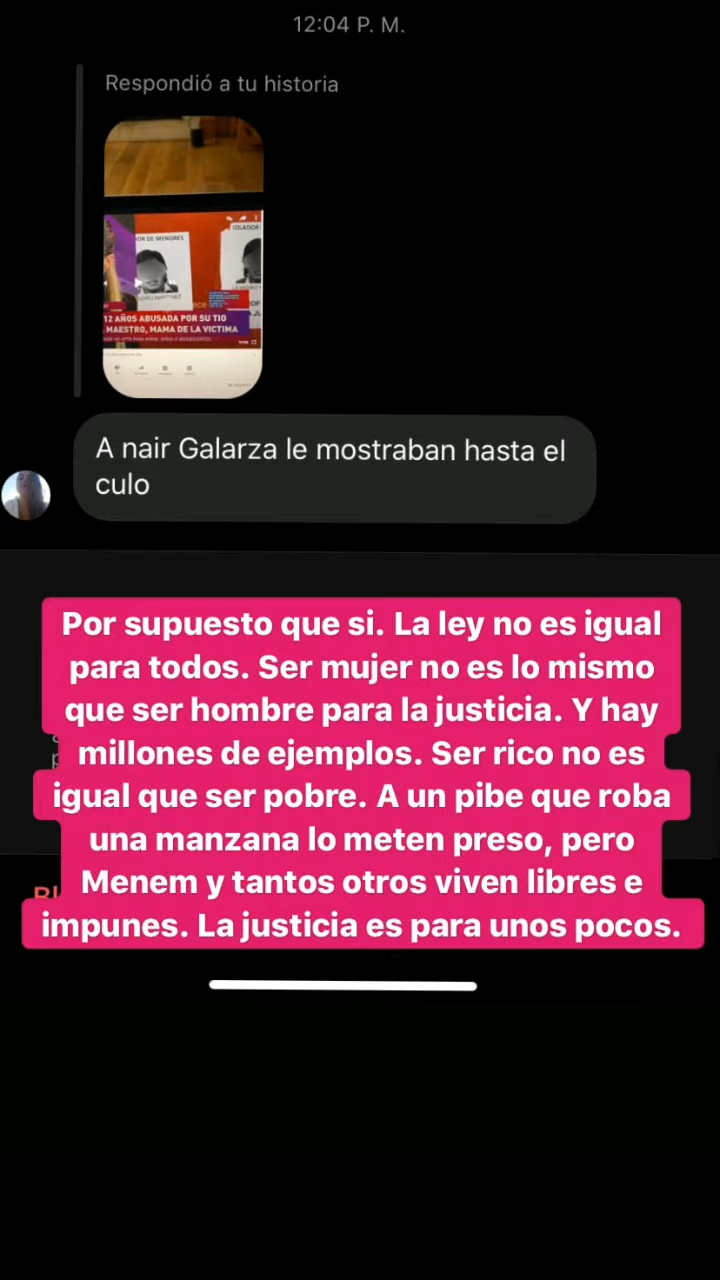 12:04 P. M.
Respondió a tu historia
OR DE MENORES
12 AÑOS ABUSADA POR SU TIO
MAESTRO, MAMA DE LA VICTIMA
A nair Galarza le mostraban hasta el
culo
Por supuesto que si. La ley no es igual
para todos. Ser mujer no es lo mismo
que ser hombre para la justicia. Y hay
millones de ejemplos. Ser rico no es
igual que ser pobre. A un pibe que roba
una manzana lo meten preso, pero
Menem y tantos otros viven libres e
impunes. La justicia es para unos pocos.